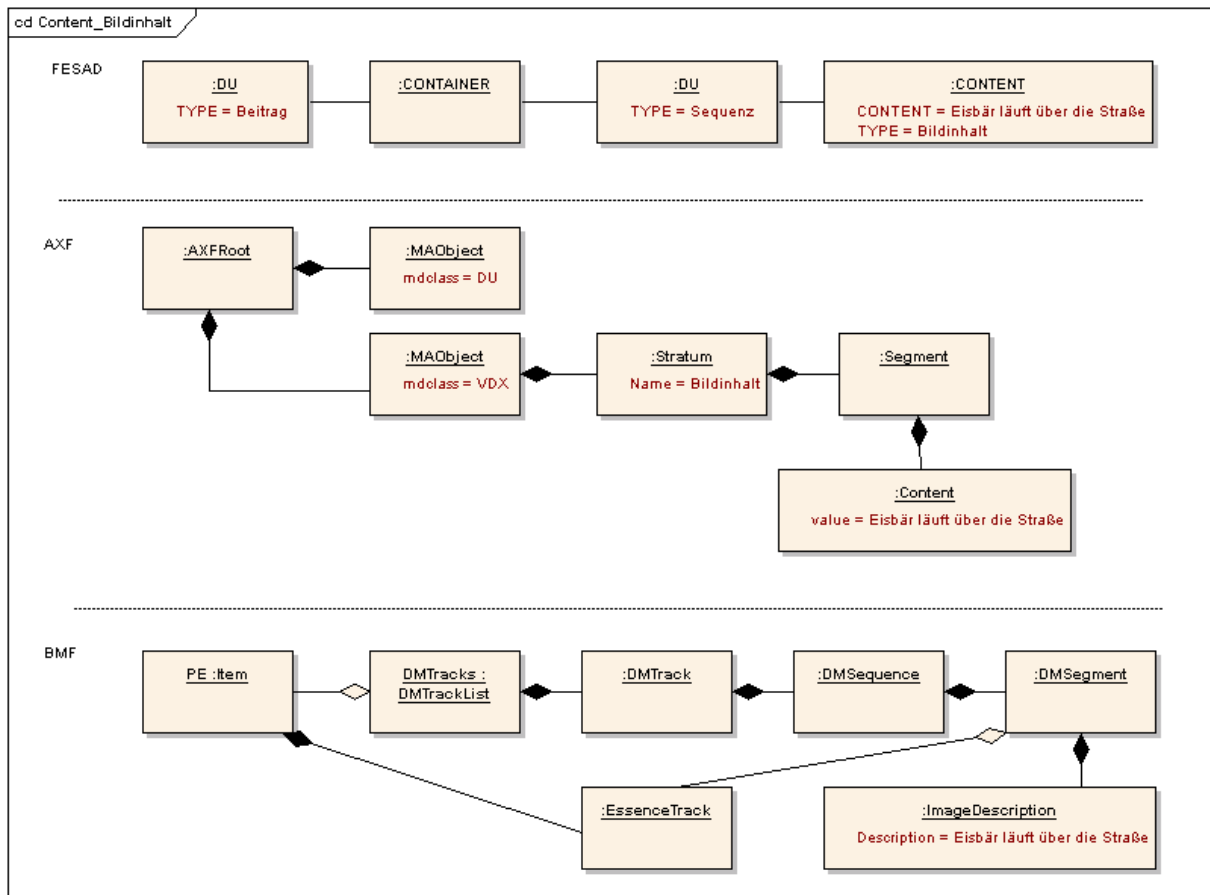 cd Content_Bildinhalt
FESAD
:DU
TYPE = Beitrag
:CONTAINER
:DU
TYPE = Sequenz
:CONTENT
CONTENT = Eisbär läuft über die Straße
TYPE = Bildinhalt
AXF
:AXFRoot
:MAObject
mdclass = DU
:MAObject
mdclass = VDX
:Stratum
Name = Bildinhalt
:Segment
:Content
value = Eisbär läuft über die Straße
BMF
PE :Item
DMTracks :
DMTrackList
:DMTrack
:DMSequence
:DMSegment
:EssenceTrack
:ImageDescription
Description = Eisbär läuft über die Straße